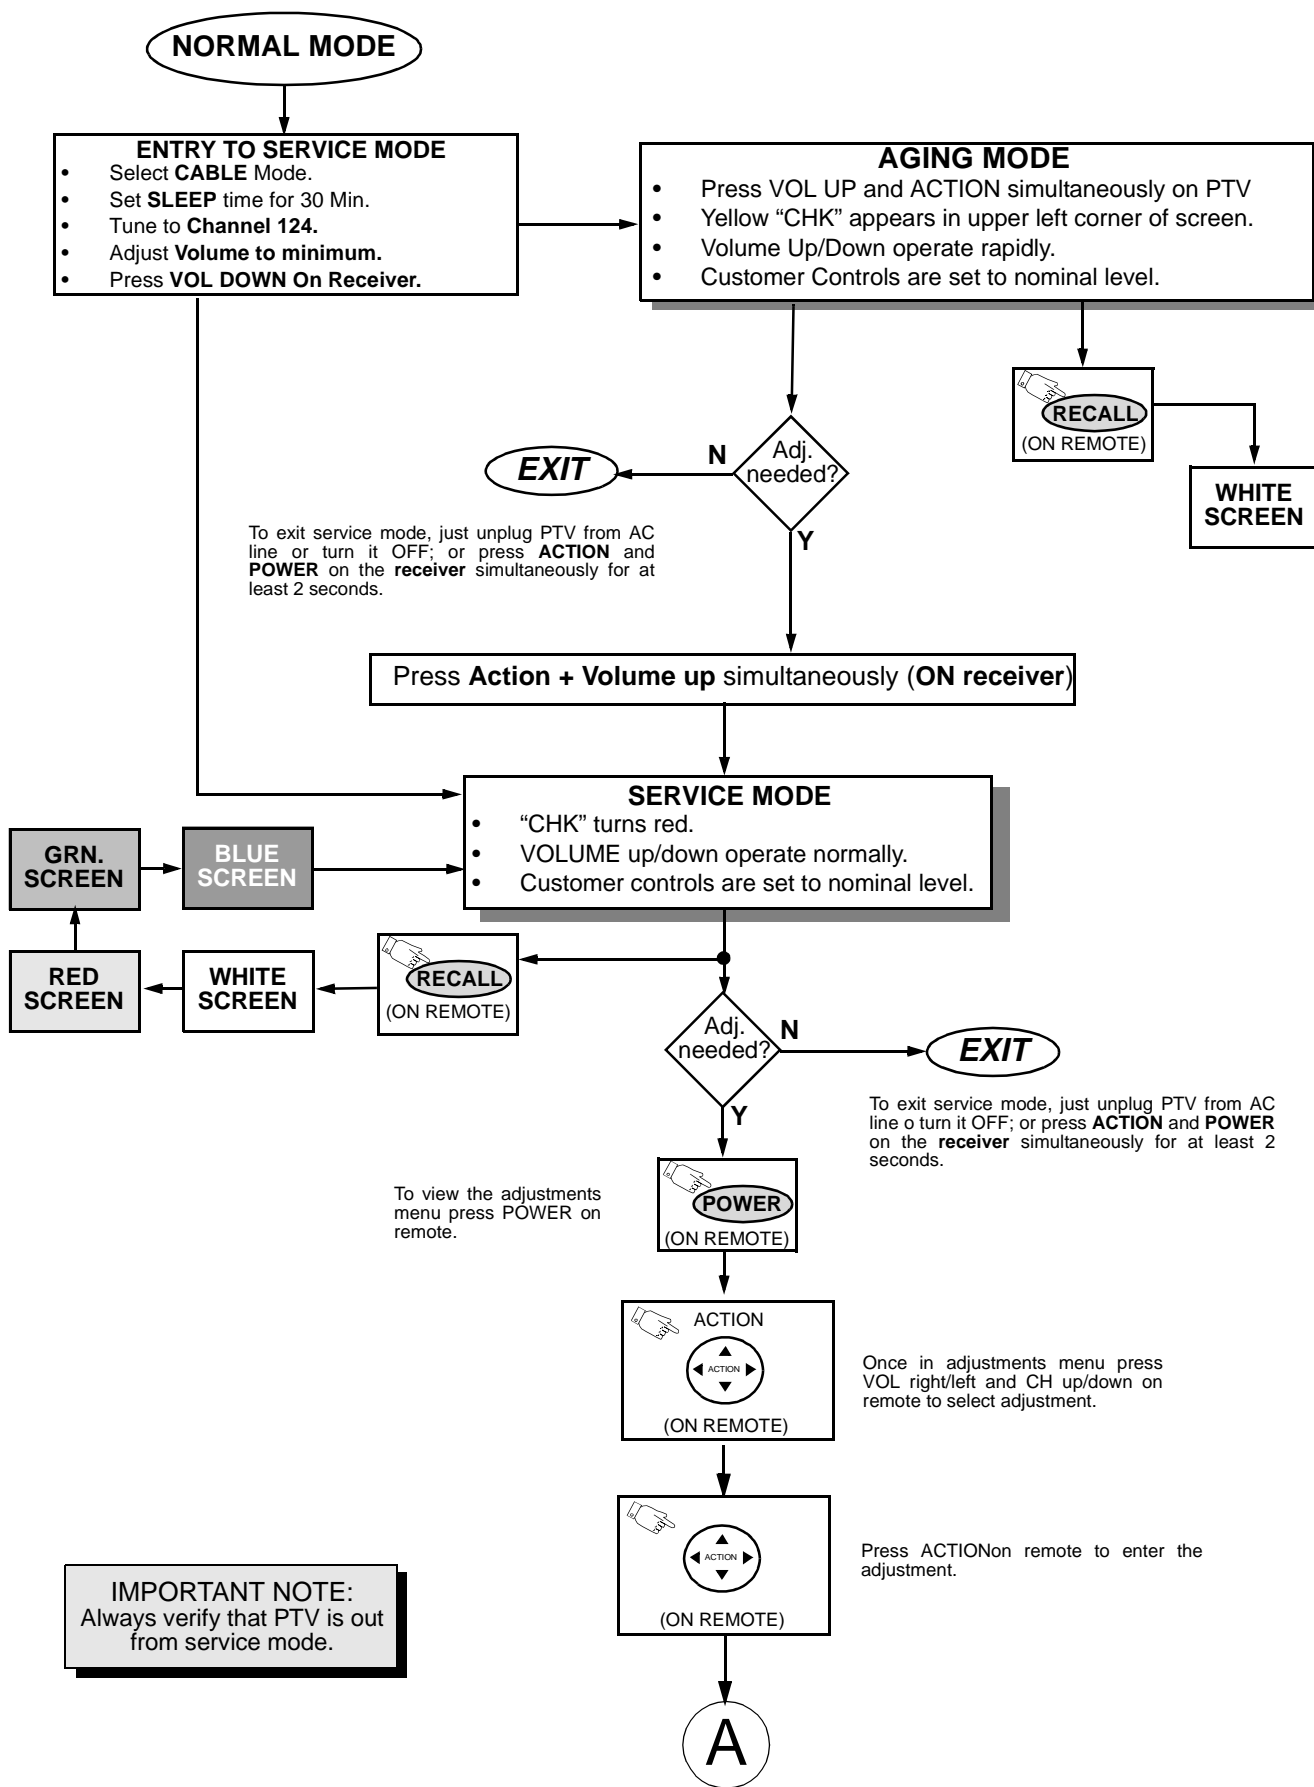 NORMAL MODE
ENTRY TO SERVICE MODE
• Select CABLE Mode.
• Set SLEEP time for 30 Min.
• Tune to Channel 124.
• Adjust Volume to minimum.
• Press VOL DOWN On Receiver.
AGING MODE
• Press VOL UP and ACTION simultaneously on PTV
• Yellow “CHK” appears in upper left corner of screen.
• Volume Up/Down operate rapidly.
• Customer Controls are set to nominal level.
RECALL
(ON REMOTE)
WHITE
SCREEN
Adj.
needed?
N
Y
EXIT
To exit service mode, just unplug PTV from AC
line or turn it OFF; or press ACTION and
POWER on the receiver simultaneously for at
least 2 seconds.
Press Action + Volume up simultaneously (ON receiver)
SERVICE MODE
• “CHK” turns red.
• VOLUME up/down operate normally.
• Customer controls are set to nominal level.
GRN.
SCREEN
BLUE
SCREEN
RED
SCREEN
WHITE
SCREEN
RECALL
(ON REMOTE)
Adj.
needed?
N
Y
EXIT
To exit service mode, just unplug PTV from AC
line o turn it OFF; or press ACTION and POWER
on the receiver simultaneously for at least 2
seconds.
To view the adjustments
menu press POWER on
remote.
POWER
(ON REMOTE)
ACTION
ACTION
(ON REMOTE)
Once in adjustments menu press
VOL right/left and CH up/down on
remote to select adjustment.
ACTION
(ON REMOTE)
Press ACTIONon remote to enter the
adjustment.
IMPORTANT NOTE:
Always verify that PTV is out
from service mode.
A